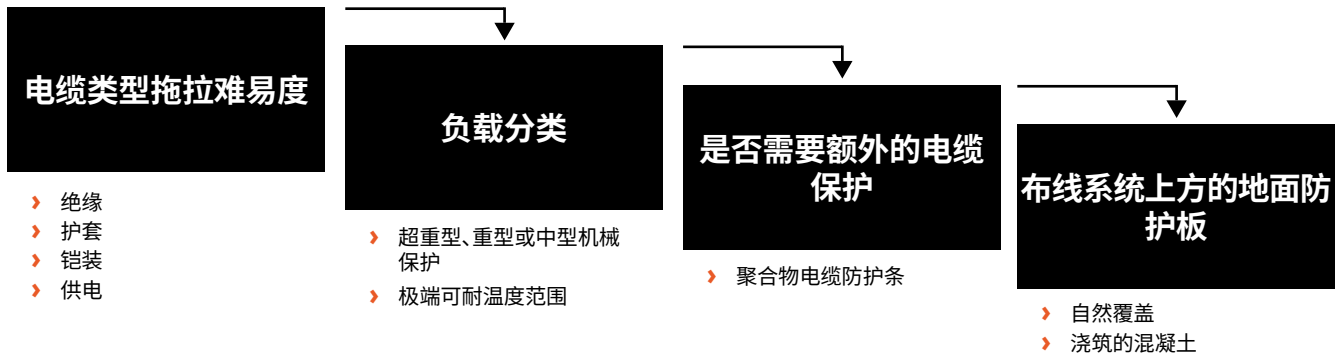 电缆类型拖拉难易度
绝缘
护套
铠装
供电
负载分类
超重型、重型或中型机械
保护
极端可耐温度范围
是否需要额外的电缆
保护
聚合物电缆防护条
布线系统上方的地面防
护板
自然覆盖
浇筑的混凝土